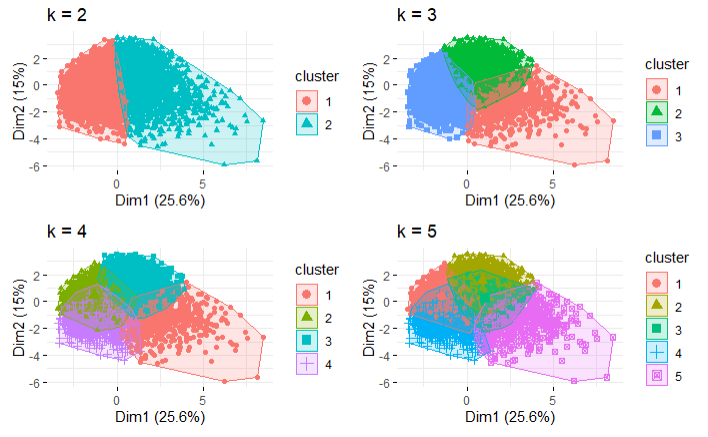 k = 2
2
0
-2
-4
-6
Dim2 (15%)
0
5
Dim1 (25.6%)
cluster
1
2
k = 3
2
0
-2
-4
-6
Dim2 (15%)
0
5
Dim1 (25.6%)
cluster
1
2
3
k = 4
2
0
-2
-4
-6
Dim2 (15%)
0
5
Dim1 (25.6%)
cluster
1
2
3
4
k = 5
2
0
-2
-4
-6
Dim2 (15%)
0
5
Dim1 (25.6%)
cluster
1
2
3
4
5